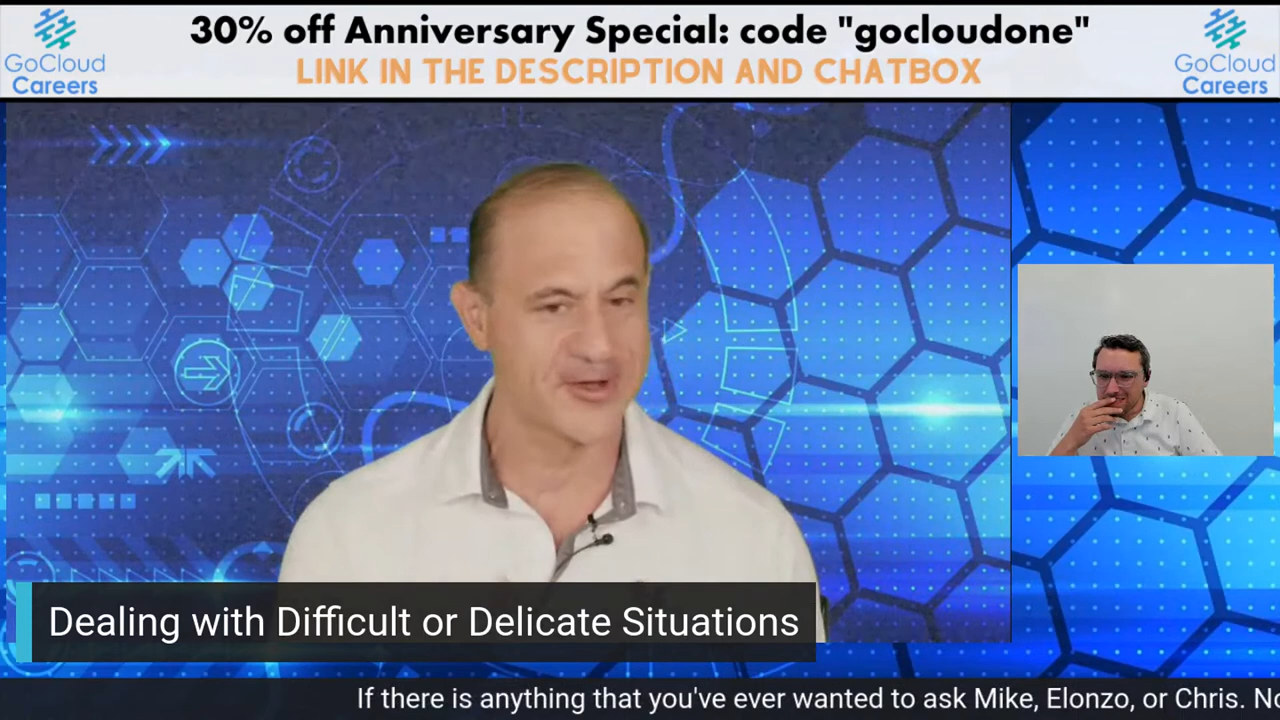 30% off Anniversary Special: code "gocloudone"
LINK IN THE DESCRIPTION AND CHATBOX
GoCloud
Careers
GoCloud
Careers
Dealing with Difficult or Delicate Situations
If there is anything that you've ever wanted to ask Mike, Elonzo, or Chris. No